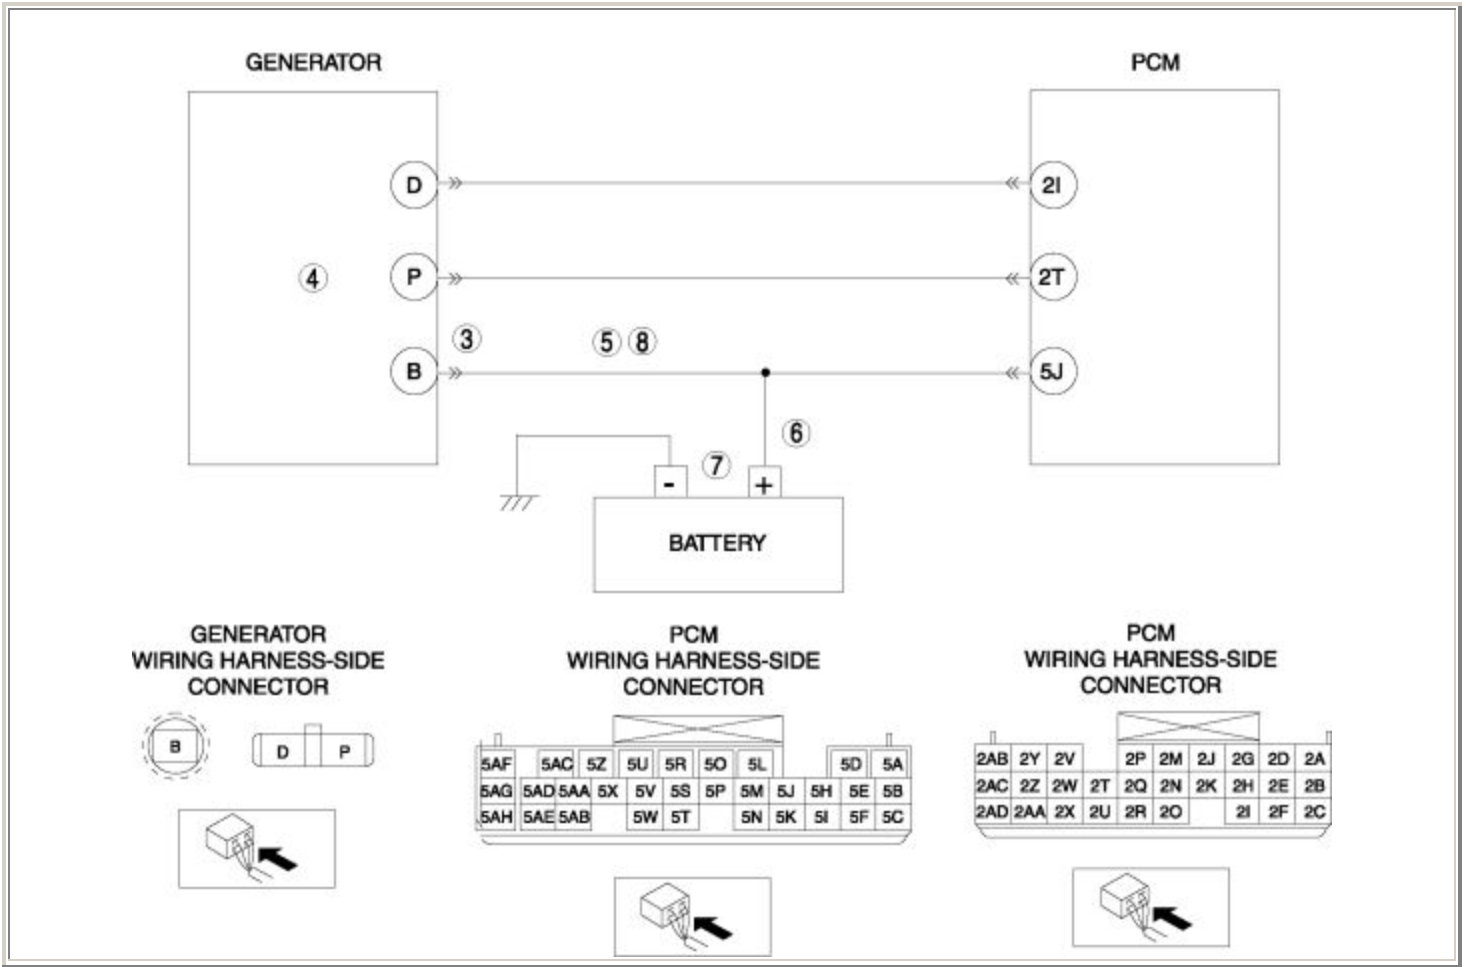 GENERATOR
PCM
D
2I
④
P
2T
③
⑤ ⑧
B
5J
⑥
⑦
-
+
BATTERY
GENERATOR
WIRING HARNESS-SIDE
CONNECTOR
B
D
P
PCM
WIRING HARNESS-SIDE
CONNECTOR
5AF 5AC 5Z 5U 5R 5O 5L 5D 5A
5AG 5AD 5AA 5X 5V 5S 5P 5M 5J 5H 5E 5B
5AH 5AE 5AB 5W 5T 5N 5K 5I 5F 5C
PCM
WIRING HARNESS-SIDE
CONNECTOR
2AB 2Y 2V 2P 2M 2J 2G 2D 2A
2AC 2Z 2W 2T 2Q 2N 2K 2H 2E 2B
2AD 2AA 2X 2U 2R 2O 2I 2F 2C